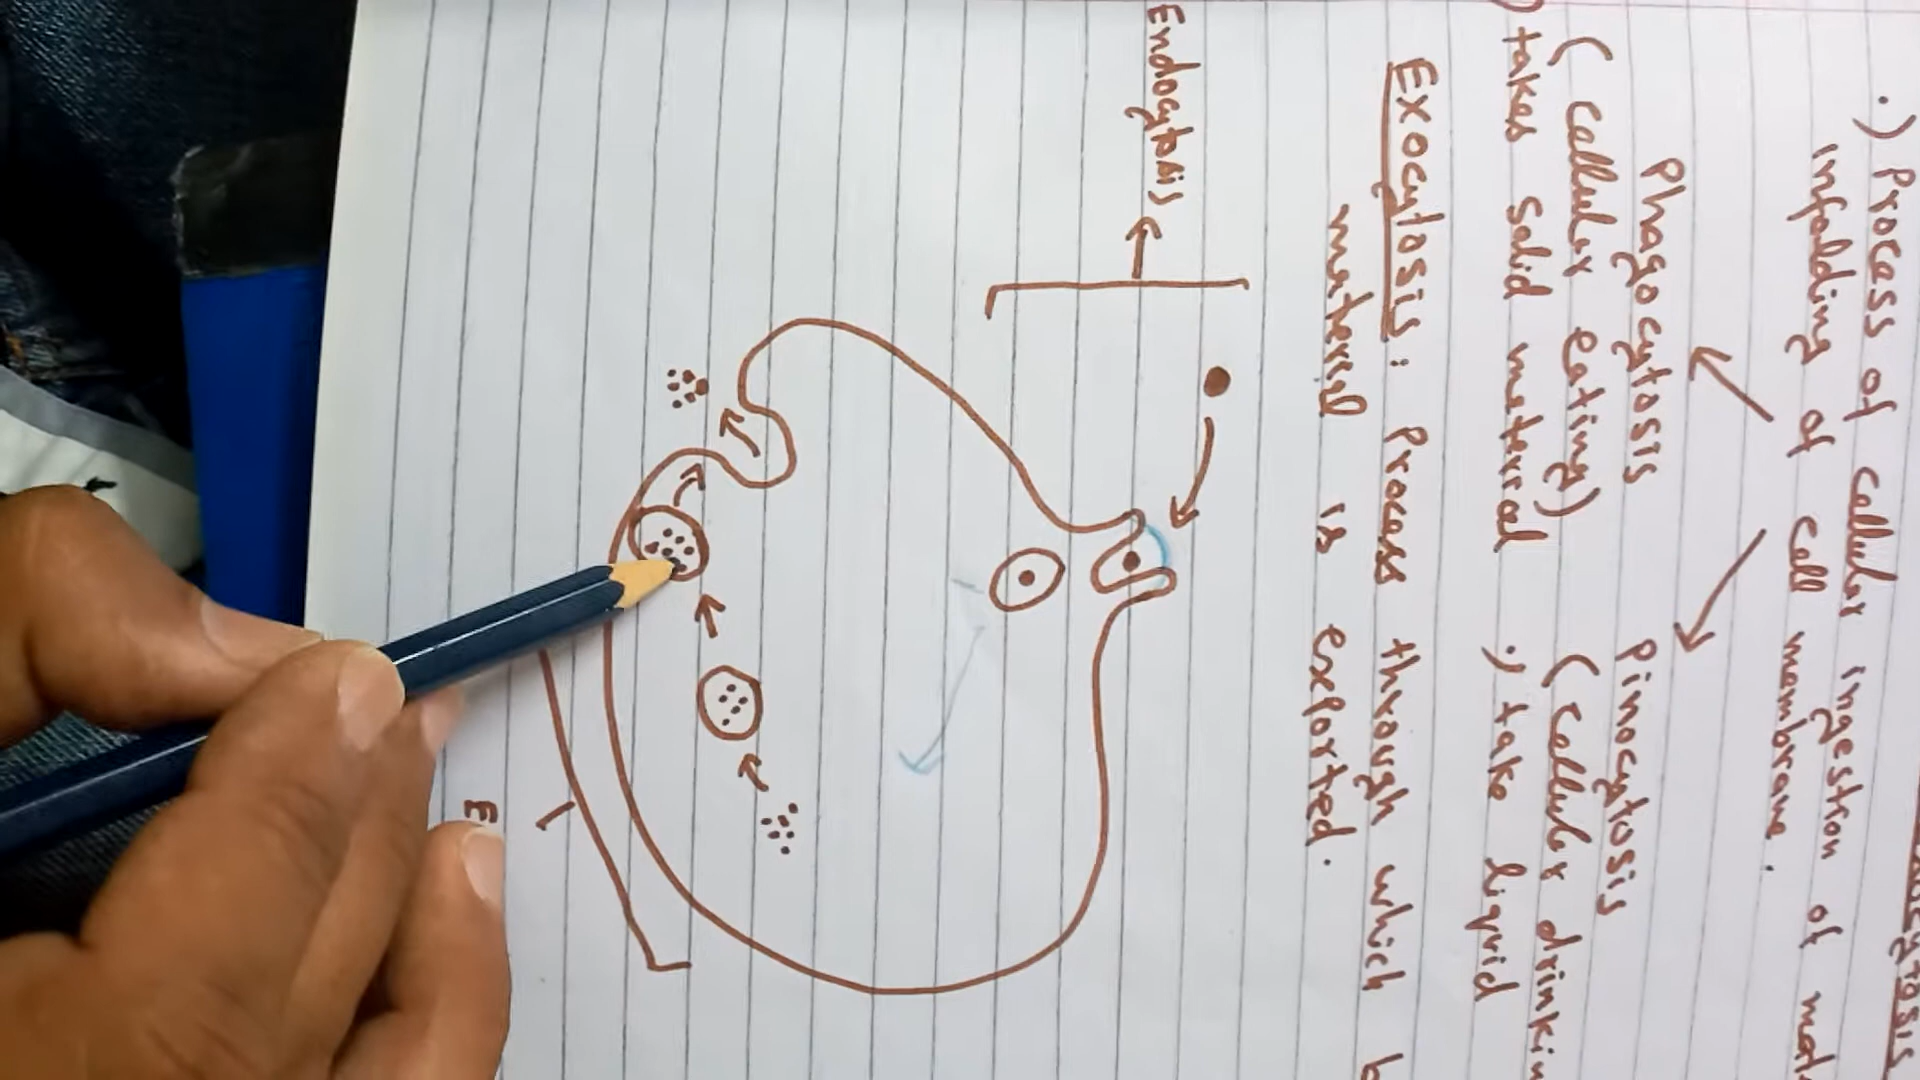 .) Process of cellular ingestion of
infolding of cell membrane.
Phagocytosis Pinocytosis
(cellular eating) (cellular
) takes solid material .) take liquid
Exocytosis: Process through which
material is exported.
Endocytosis
E